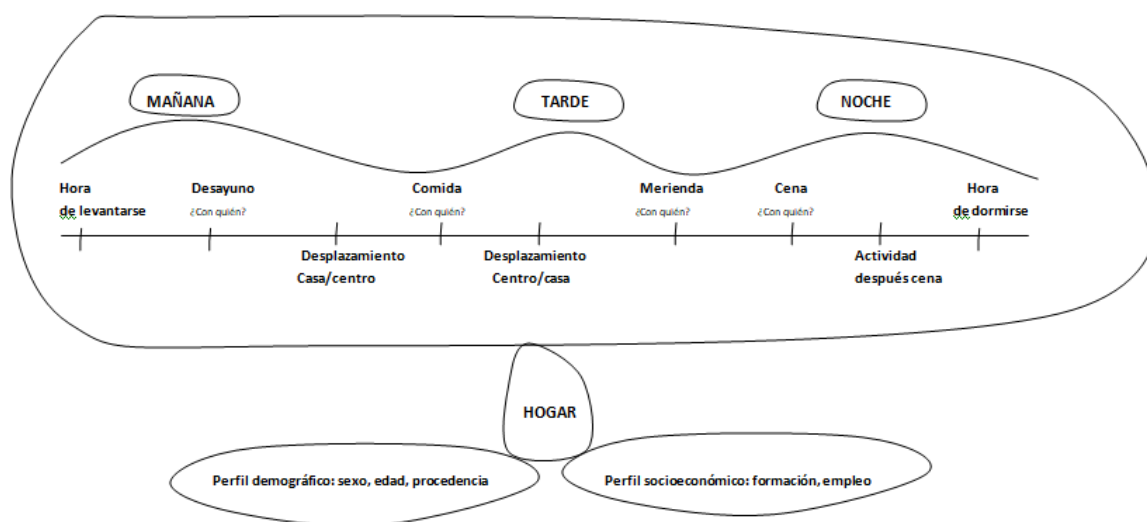 MAÑANA TARDE NOCHE
Hora Desayuno Comida Merienda Cena Hora
de levantarse ¿Con quién? ¿Con quién? ¿Con quién? ¿Con quién? de dormirse
Desplazamiento Desplazamiento Actividad
Casa/centro Centro/casa después cena
HOGAR
Perfil demográfico: sexo, edad, procedencia Perfil socioeconómico: formación, empleo